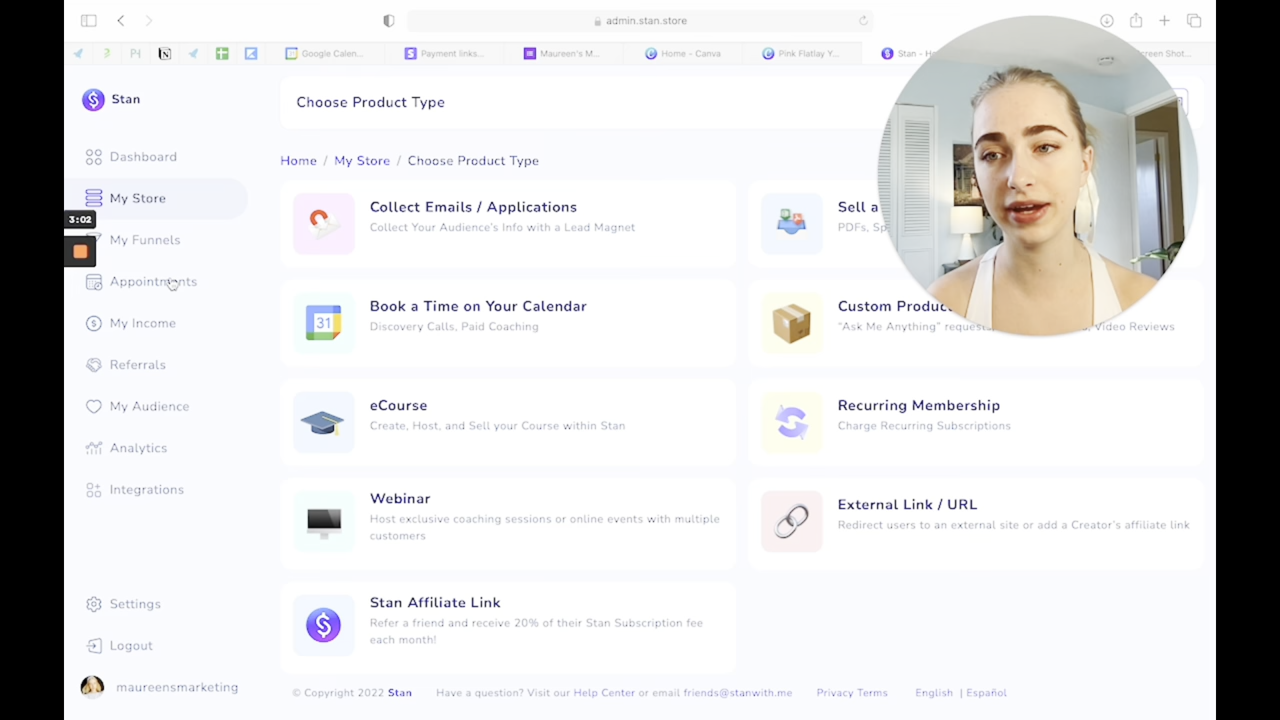 admin.stan.store
Google Calen...
Payment links...
Maureen's M...
Home - Canva
Pink Flatlay Y...
Stan - H
creen Shot...
Stan
Choose Product Type
Dashboard
Home / My Store / Choose Product Type
My Store
3:02
My Funnels
Appointments
My Income
Referrals
My Audience
Analytics
Integrations
Settings
Logout
maureensmarketing
Collect Emails / Applications
Collect Your Audience's Info with a Lead Magnet
Sell a
PDFs, Sp
Book a Time on Your Calendar
Discovery Calls, Paid Coaching
31
Custom Produc
"Ask Me Anything" reques Video Reviews
eCourse
Create, Host, and Sell your Course within Stan
Recurring Membership
Charge Recurring Subscriptions
Webinar
Host exclusive coaching sessions or online events with multiple
customers
External Link / URL
Redirect users to an external site or add a Creator's affiliate link
Stan Affiliate Link
Refer a friend and receive 20% of their Stan Subscription fee
each month!
© Copyright 2022 Stan
Have a question? Visit our Help Center or email friends@stanwith.me
Privacy Terms
English | Español